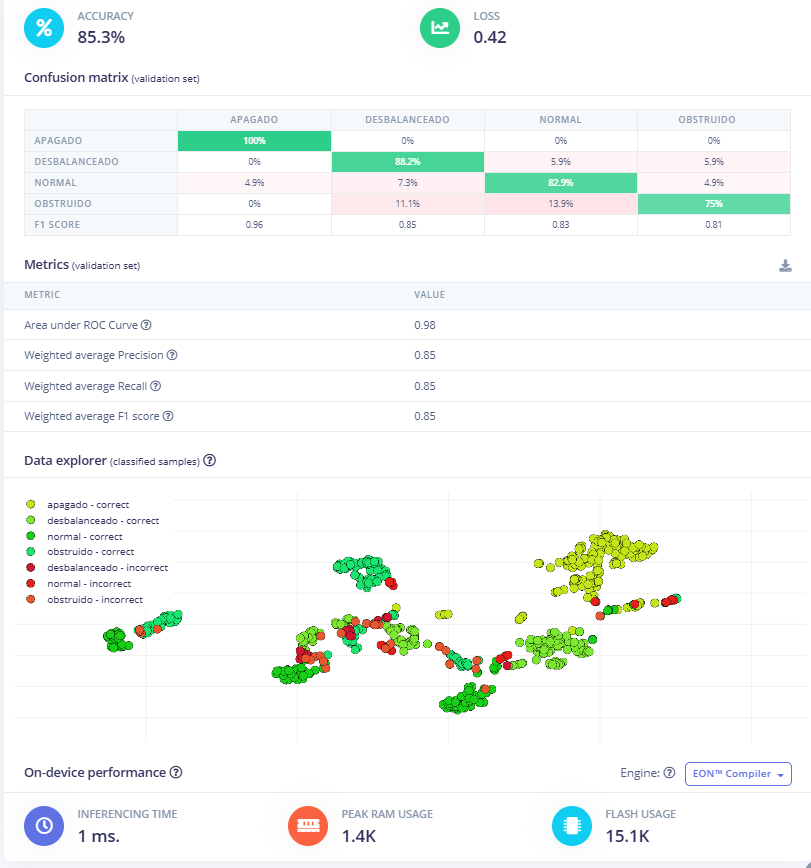 ACCURACY
85.3%
LOSS
0.42
Confusion matrix (validation set)
APAGADO DESBALANCEADO NORMAL OBSTRUIDO
APAGADO 100% 0% 0% 0%
DESBALANCEADO 0% 88.2% 5.9% 5.9%
NORMAL 4.9% 7.3% 82.9% 4.9%
OBSTRUIDO 0% 11.1% 13.9% 75%
F1 SCORE 0.96 0.85 0.83 0.81
Metrics (validation set)
METRIC VALUE
Area under ROC Curve 0.98
Weighted average Precision 0.85
Weighted average Recall 0.85
Weighted average F1 score 0.85
Data explorer (classified samples)
apagado - correct
desbalanceado - correct
normal - correct
obstruido - correct
desbalanceado - incorrect
normal - incorrect
obstruido - incorrect
On-device performance
Engine: EON™ Compiler
INFERENCING TIME
1 ms.
PEAK RAM USAGE
1.4K
FLASH USAGE
15.1K